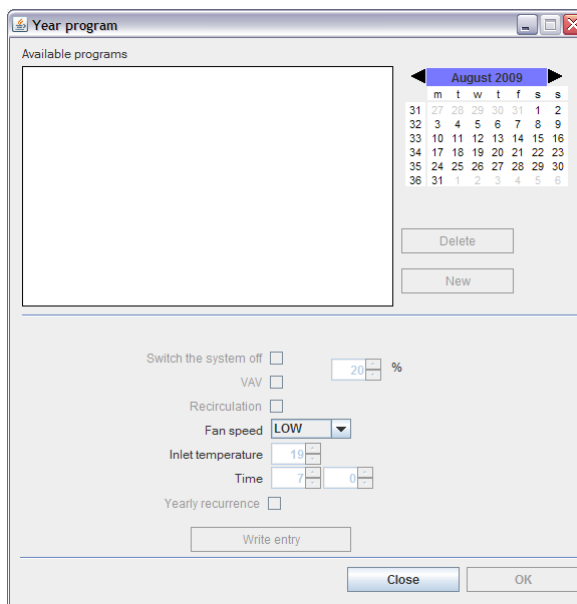 Year program
Available programs
August 2009
m t w t f s s
31 27 28 29 30 31 1 2
32 3 4 5 6 7 8 9
33 10 11 12 13 14 15 16
34 17 18 19 20 21 22 23
35 24 25 26 27 28 29 30
36 31 1 2 3 4 5 6
Delete
New
Switch the system off 20 %
VAV
Recirculation
Fan speed LOW
Inlet temperature 19
Time 7 0
Yearly recurrence
Write entry
Close OK